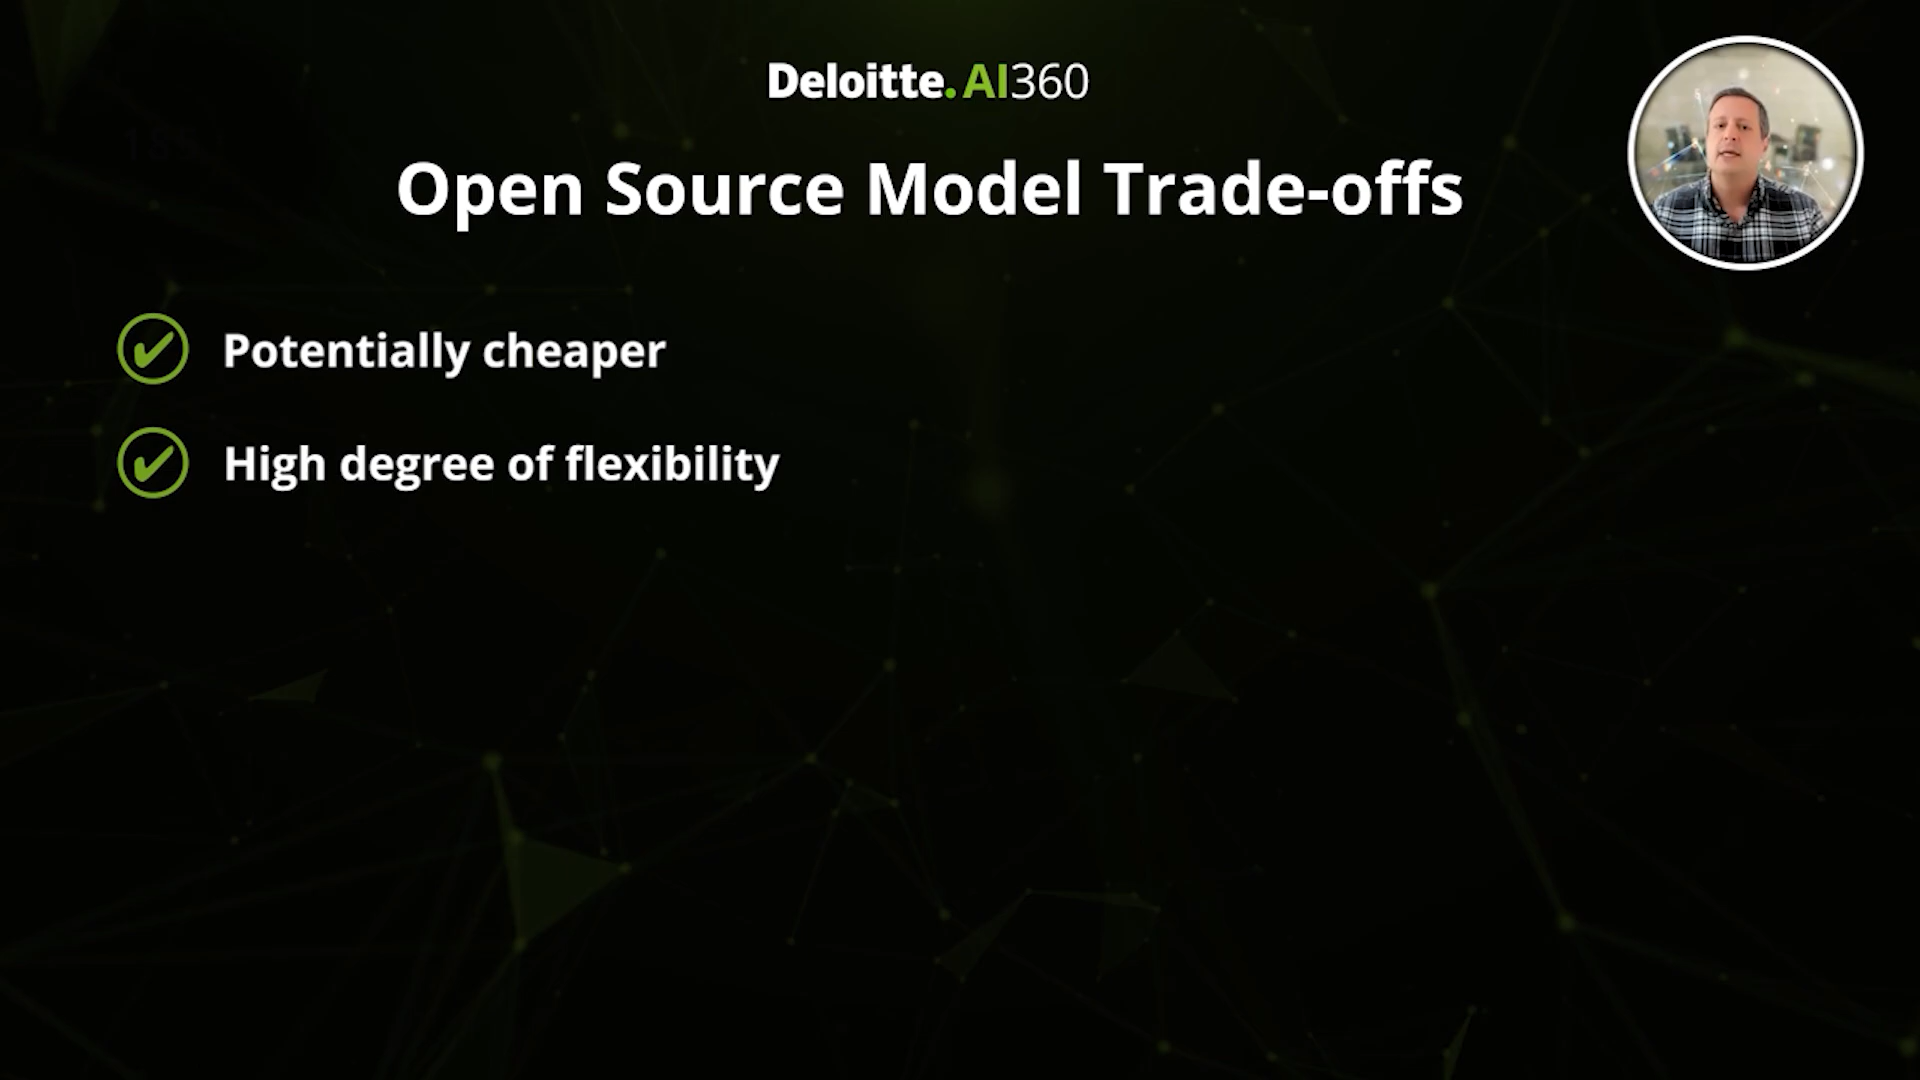 Deloitte. AI360
Open Source Model Trade-offs
Potentially cheaper
High degree of flexibility